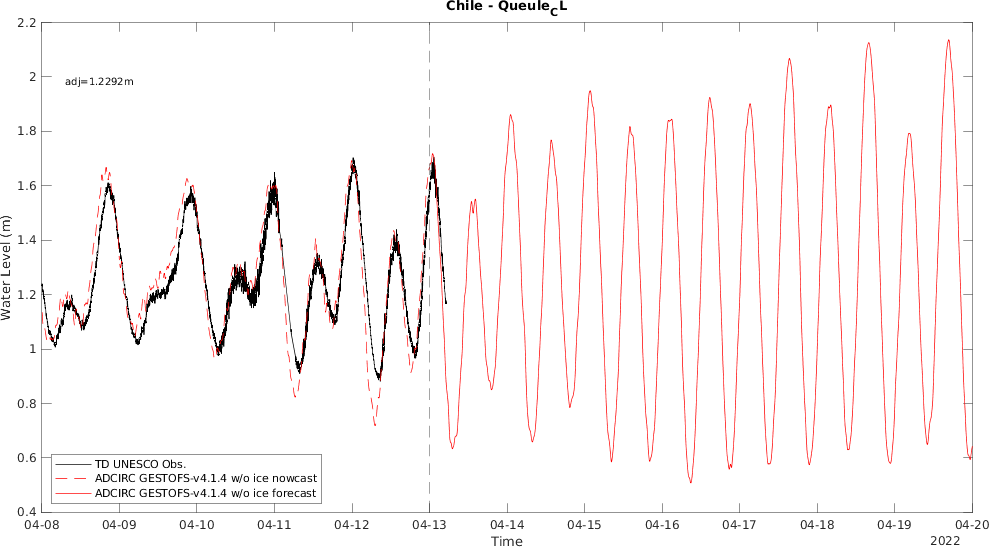 Chile - Queule_CL
2.2
2
1.8
1.6
1.4
1.2
1
0.8
0.6
0.4
Water Level (m)
adj=1.2292m
TD UNESCO Obs.
ADCIRC GESTOFS-v4.1.4 w/o ice nowcast
ADCIRC GESTOFS-v4.1.4 w/o ice forecast
04-08 04-09 04-10 04-11 04-12 04-13 04-14 04-15 04-16 04-17 04-18 04-19 04-20
Time
2022